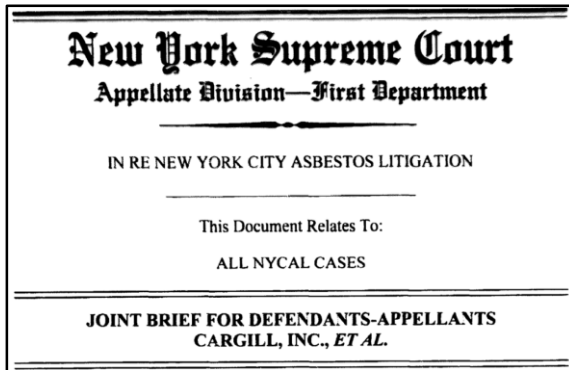 New York Supreme Court
Appellate Division—First Department
IN RE NEW YORK CITY ASBESTOS LITIGATION
This Document Relates To:
ALL NYCAL CASES
JOINT BRIEF FOR DEFENDANTS-APPELLANTS
CARGILL, INC., ET AL.